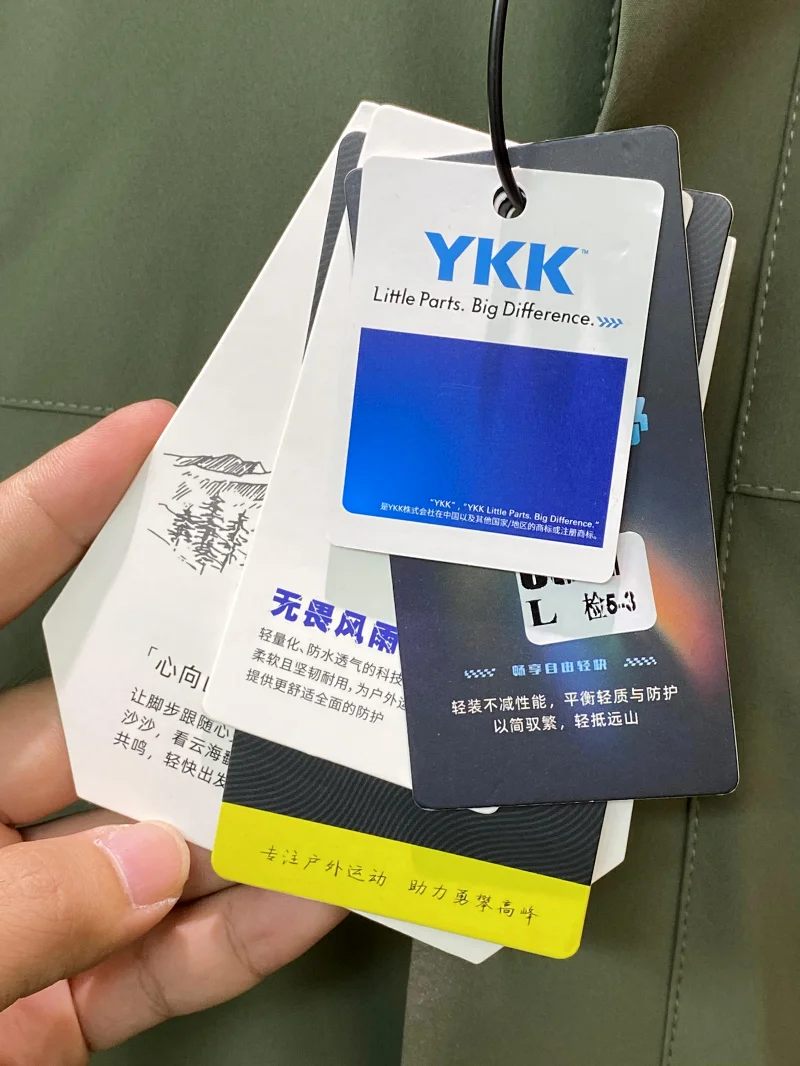 YKK™
Little Parts. Big Difference.
"YKK", "YKK Little Parts. Big Difference."
是YKK株式会社在中国以及其他国家/地区的商标或注册商标。
L 检5-3
畅享自由轻快
轻装不减性能，平衡轻质与防护
以简驭繁，轻抵远山
无畏风雨
轻量化、防水透气的科技
柔软且坚韧耐用，为户外运
提供更舒适全面的防护
「心向
让脚步跟随心
沙沙，看云海翻
共鸣，轻快出发
专注户外运动 助力勇攀高峰